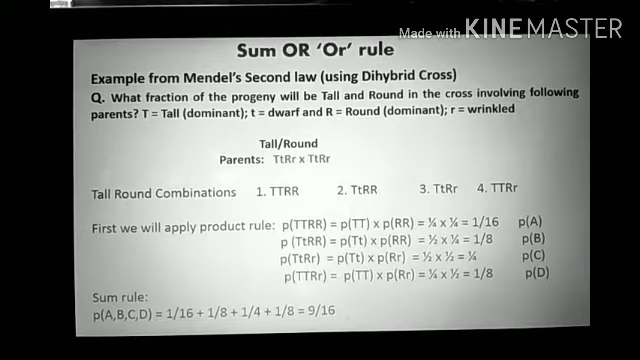 Made with KINEMASTER
Sum OR ‘Or’ rule
Example from Mendel’s Second law (using Dihybrid Cross)
Q. What fraction of the progeny will be Tall and Round in the cross involving following
parents? T = Tall (dominant); t = dwarf and R = Round (dominant); r = wrinkled
Tall/Round
Parents: TtRr x TtRr
Tall Round Combinations 1. TTRR 2. TtRR 3. TtRr 4. TTRr
First we will apply product rule: p(TTRR) = p(TT) x p(RR) = ¼ x ¼ = 1/16 p(A)
p (TtRR) = p(Tt) x p(RR) = ½ x ¼ = 1/8 p(B)
p(TtRr) = p(Tt) x p(Rr) = ½ x ½ = ¼ p(C)
p(TTRr) = p(TT) x p(Rr) = ¼ x ½ = 1/8 p(D)
Sum rule:
p(A,B,C,D) = 1/16 + 1/8 + 1/4 + 1/8 = 9/16